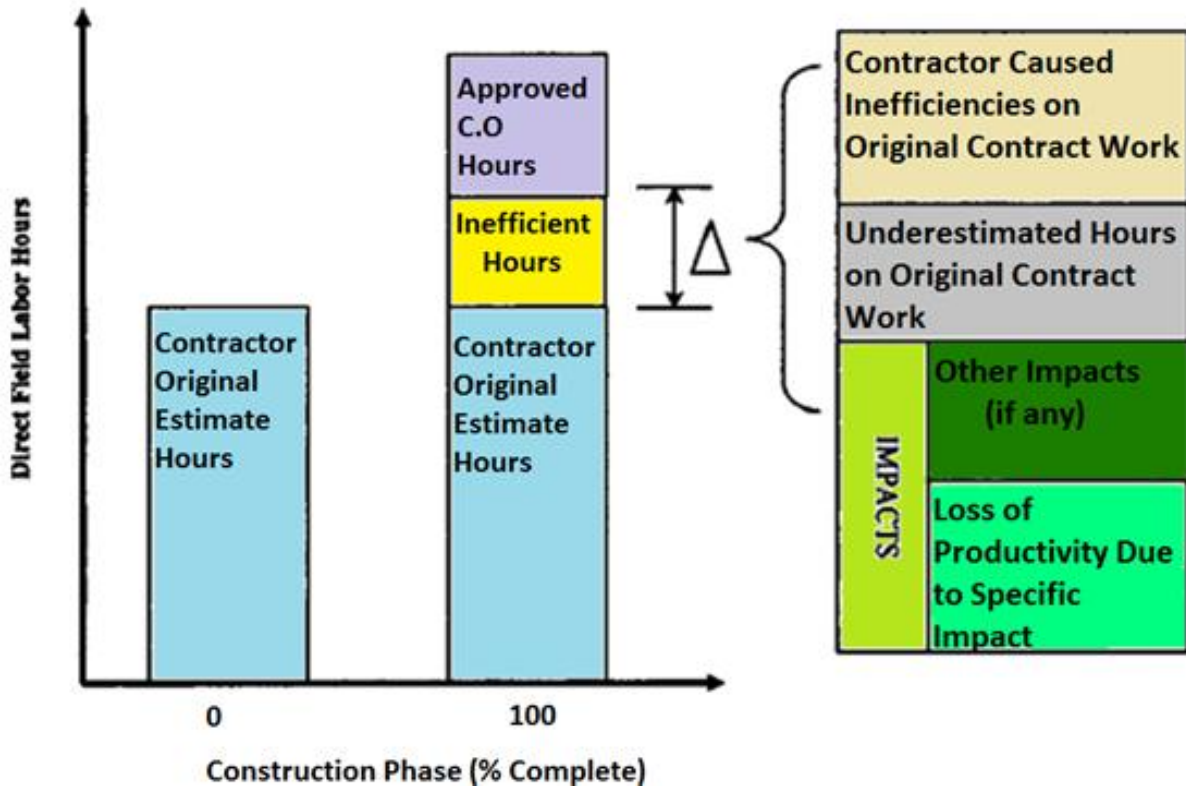 Direct Field Labor Hours
Contractor
Original
Estimate
Hours
0
Approved
C.O
Hours
Inefficient
Hours
Contractor
Original
Estimate
Hours
100
Construction Phase (% Complete)
Δ
Contractor Caused
Inefficiencies on
Original Contract Work
Underestimated Hours
on Original Contract
Work
IMPACTS
Other Impacts
(if any)
Loss of
Productivity Due
to Specific
Impact